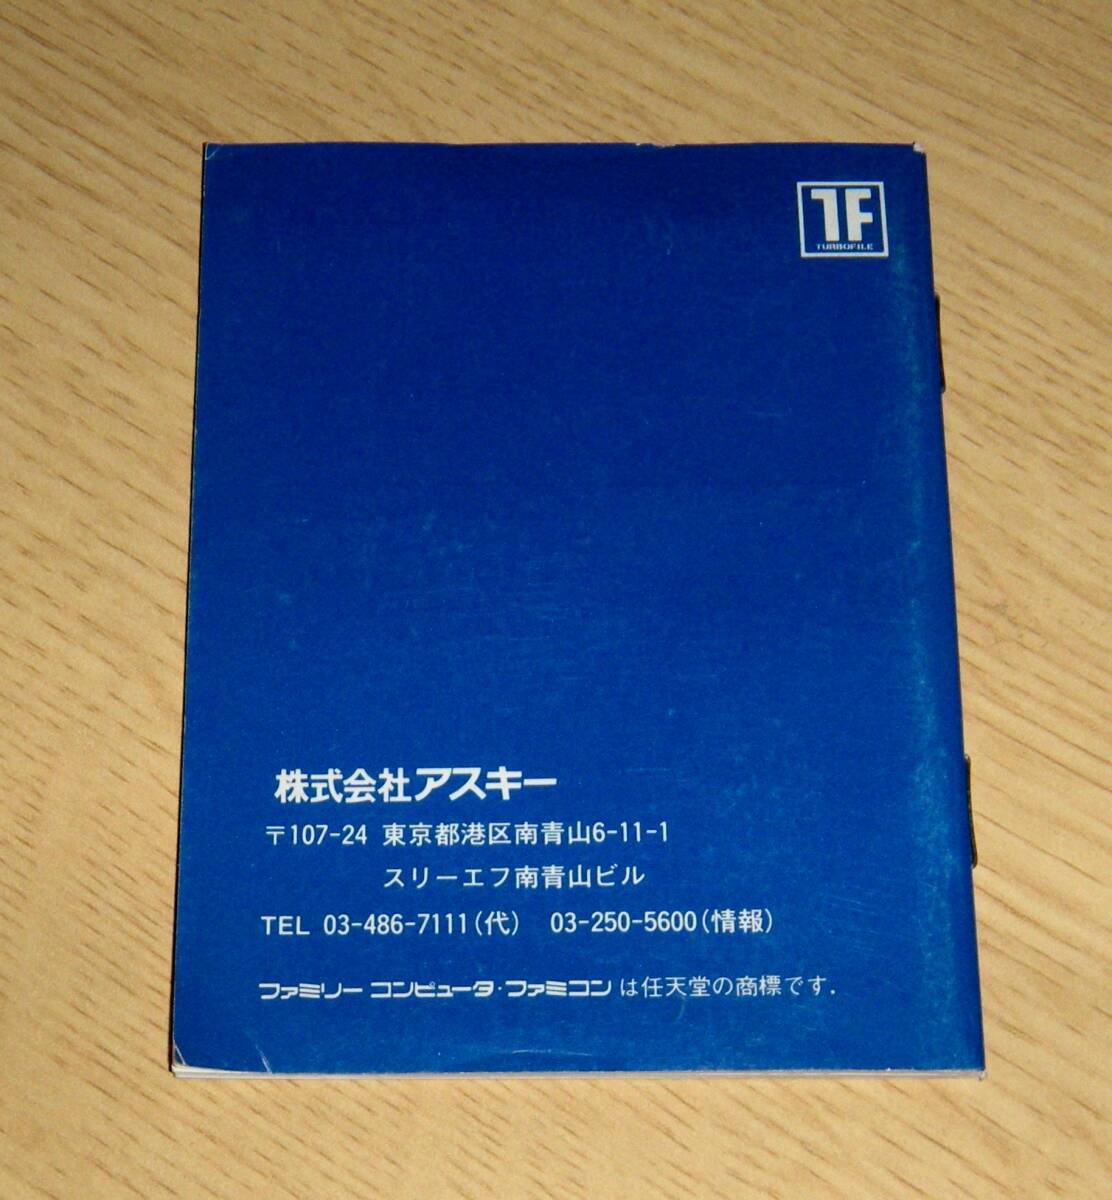 TF
TURBOFILE
株式会社アスキー
〒107-24 東京都港区南青山6-11-1
スリーエフ南青山ビル
TEL 03-486-7111(代) 03-250-5600(情報)
ファミリー コンピュータ・ファミコン は任天堂の商標です.